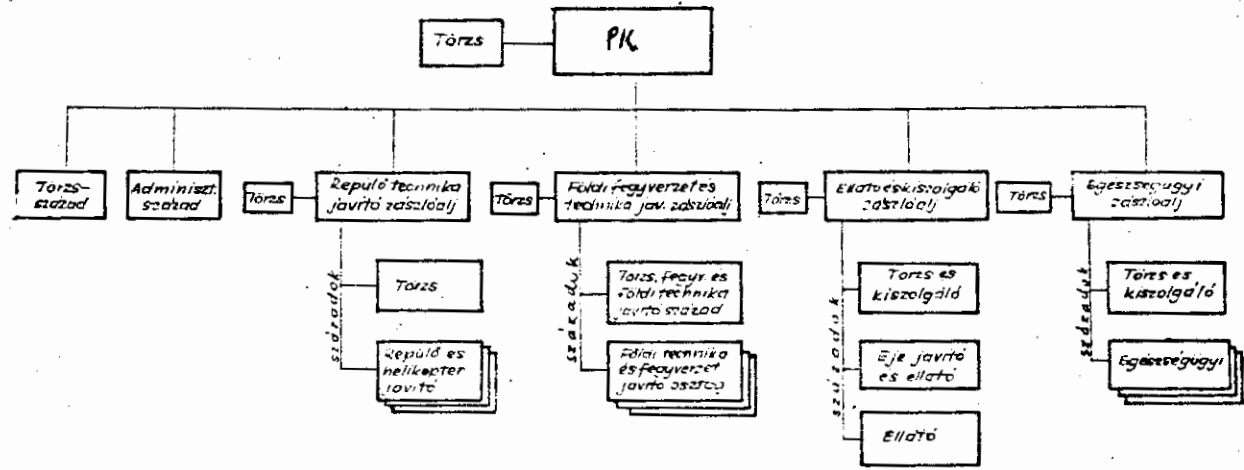 Törzs
PK
Törzs-
század
Adminiszt.
század
Törzs
Repülő technika
javító zászlóalj
Törzs
Földi fegyverzet és
technika jav. zászlóalj
Törzs
Ellátó és kiszolgáló
zászlóalj
Törzs
Egészségügyi
zászlóalj
századok
Törzs
Repülő és
helikopter
javító
századok
Törzs, fegyv. és
földi technika
javító század
Földi technika
és fegyverzet
javító osztag
századok
Törzs és
kiszolgáló
Eje javító
és ellátó
Ellátó
századok
Törzs és
kiszolgáló
Egészségügyi